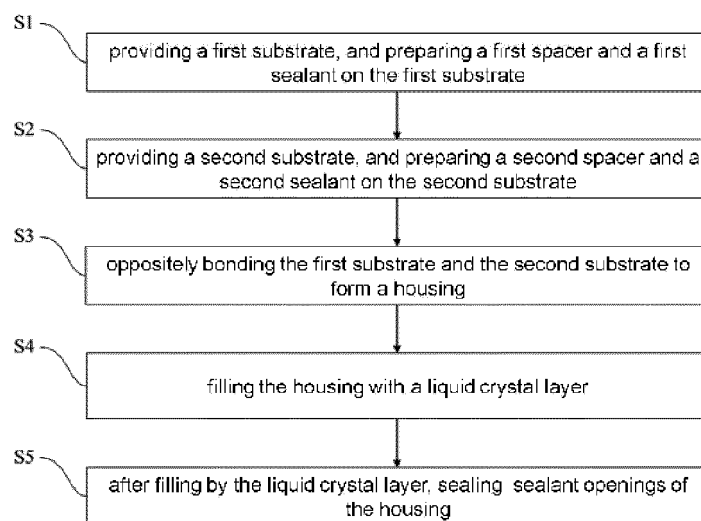 S1
providing a first substrate, and preparing a first spacer and a first
sealant on the first substrate
S2
providing a second substrate, and preparing a second spacer and a
second sealant on the second substrate
S3
oppositely bonding the first substrate and the second substrate to
form a housing
S4
filling the housing with a liquid crystal layer
S5
after filling by the liquid crystal layer, sealing sealant openings of
the housing